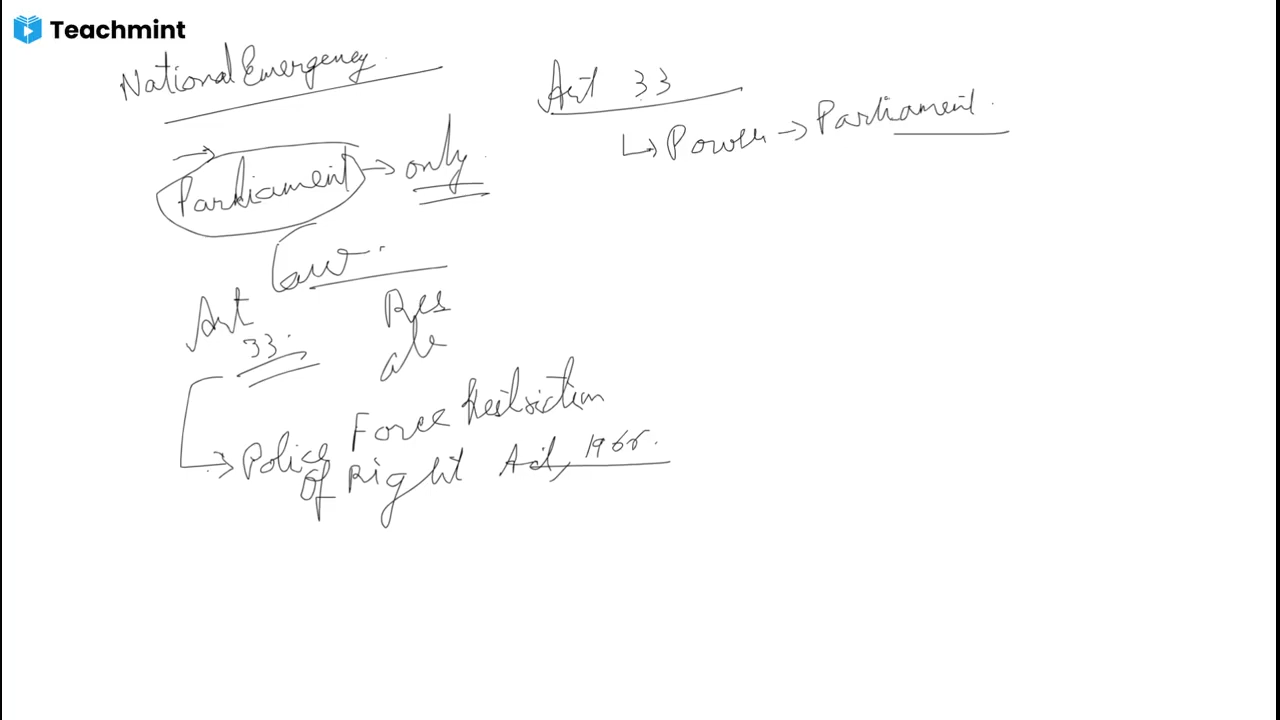 Teachmint
National Emergency
Parliament → only
Law.
Art
33.
Res
ale
→ Police Force Restriction
of Right Act, 1966.
Art 33
↳ Power → Parliament.